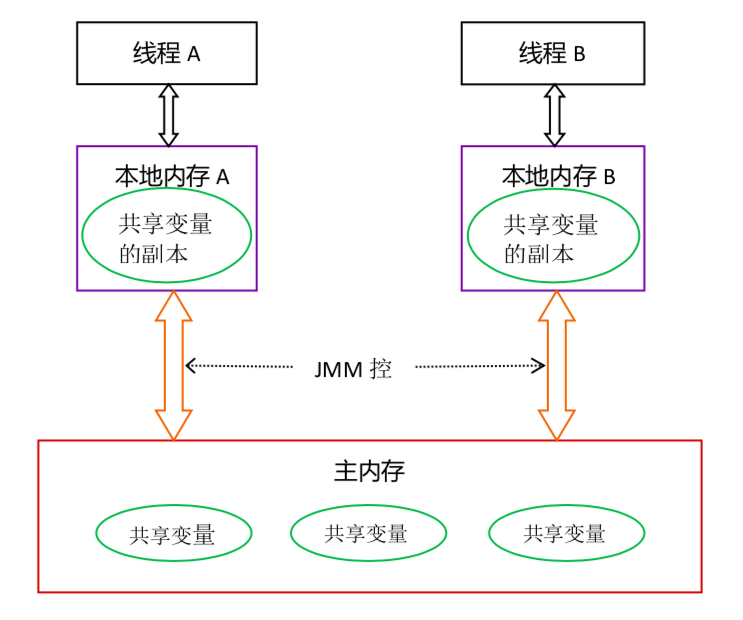 线程 A
线程 B
本地内存 A
本地内存 B
共享变量
的副本
共享变量
的副本
JMM 控
主内存
共享变量
共享变量
共享变量